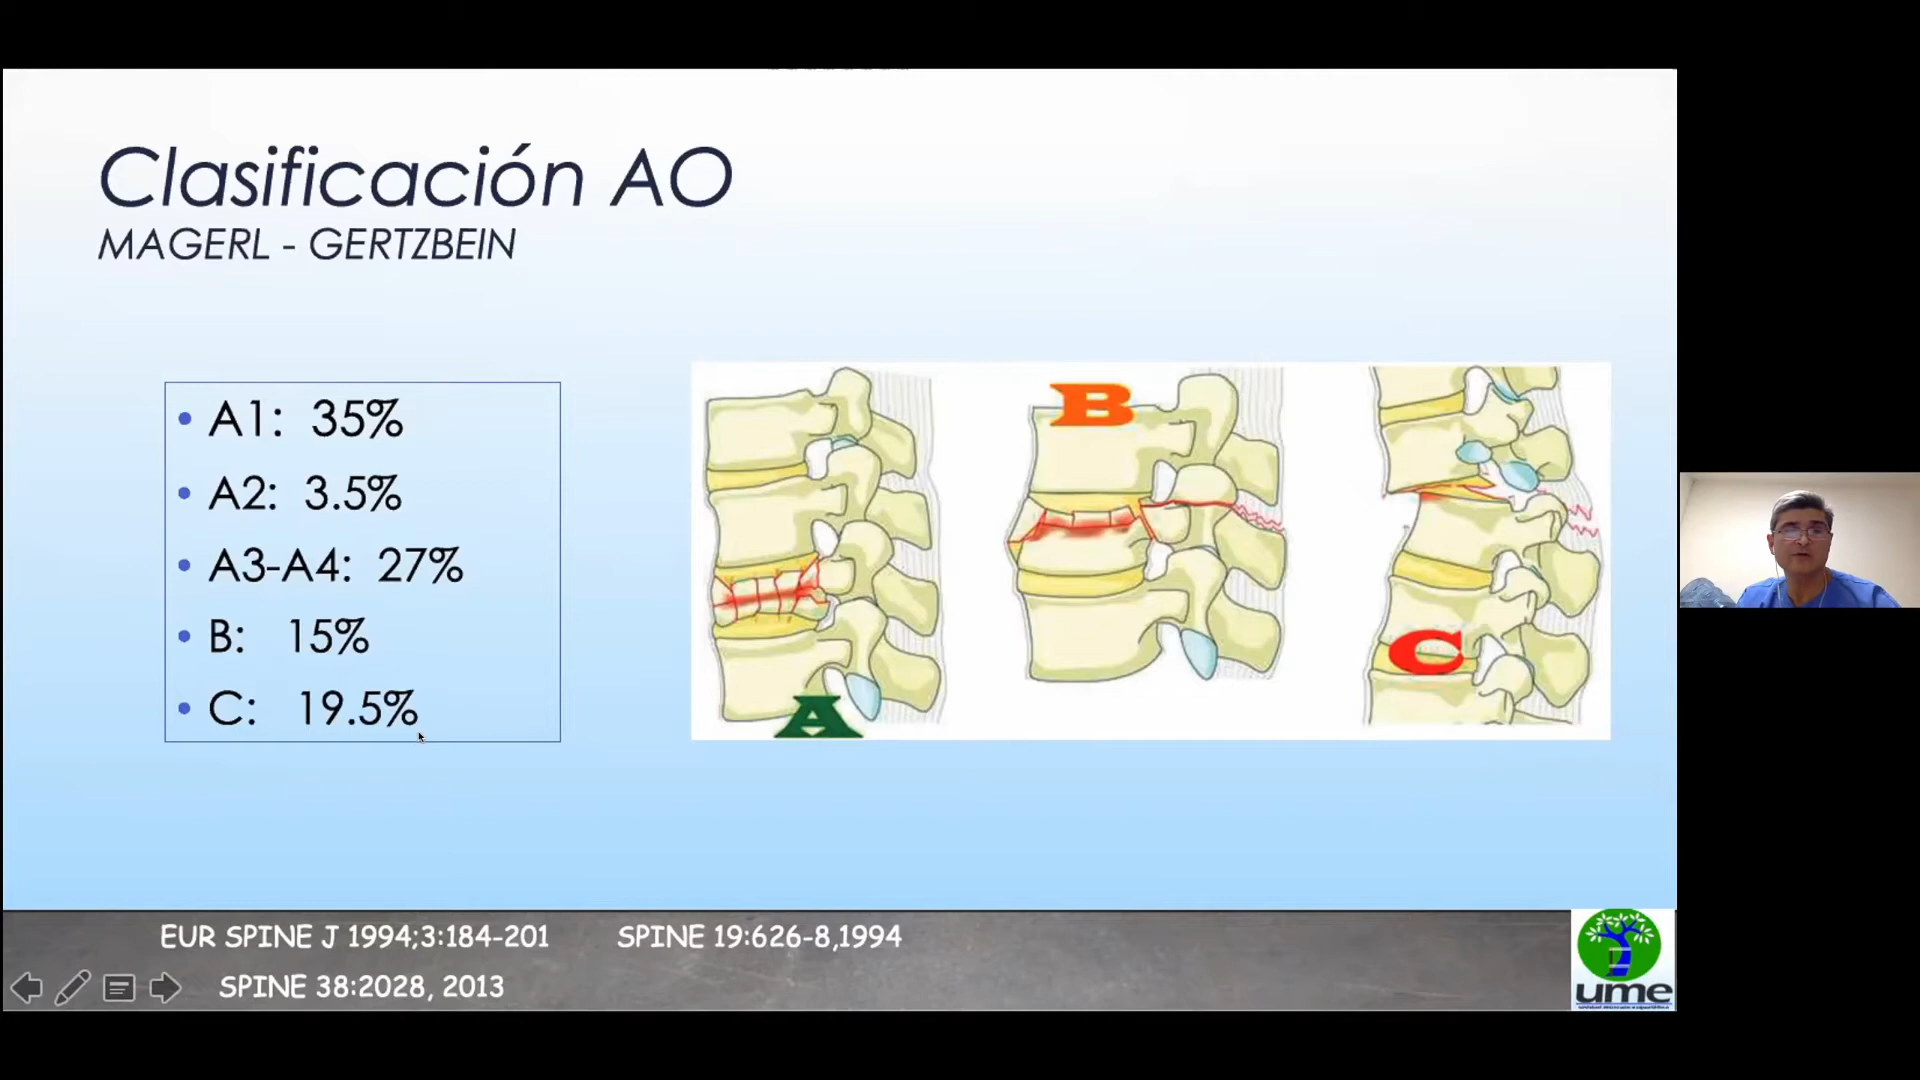 Clasificación AO
MAGERL - GERTZBEIN
• A1: 35%
• A2: 3.5%
• A3-A4: 27%
• B: 15%
• C: 19.5%
B
C
A
EUR SPINE J 1994;3:184-201 SPINE 19:626-8,1994
SPINE 38:2028, 2013
ume